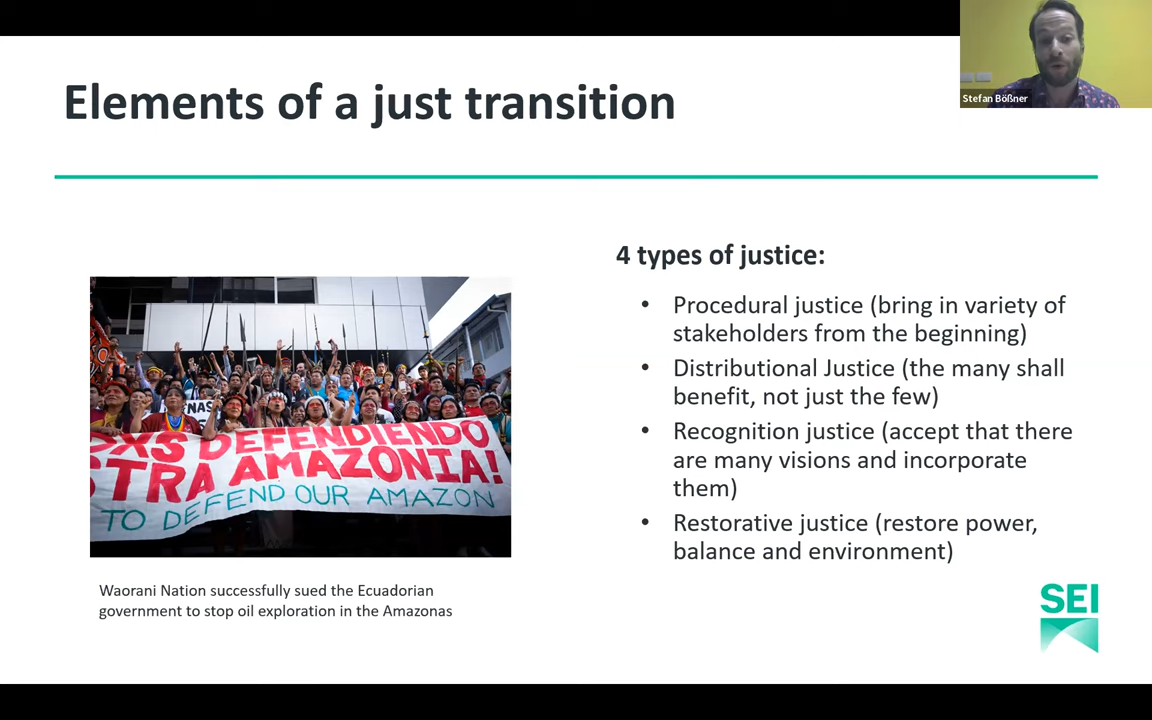 Elements of a just transition
Stefan Bößner
4 types of justice:
• Procedural justice (bring in variety of
stakeholders from the beginning)
• Distributional Justice (the many shall
benefit, not just the few)
• Recognition justice (accept that there
are many visions and incorporate
them)
• Restorative justice (restore power,
balance and environment)
DEFENDIENDO
STRA AMAZONIA!
TO DEFEND OUR AMAZON
Waorani Nation successfully sued the Ecuadorian
government to stop oil exploration in the Amazonas
SEI